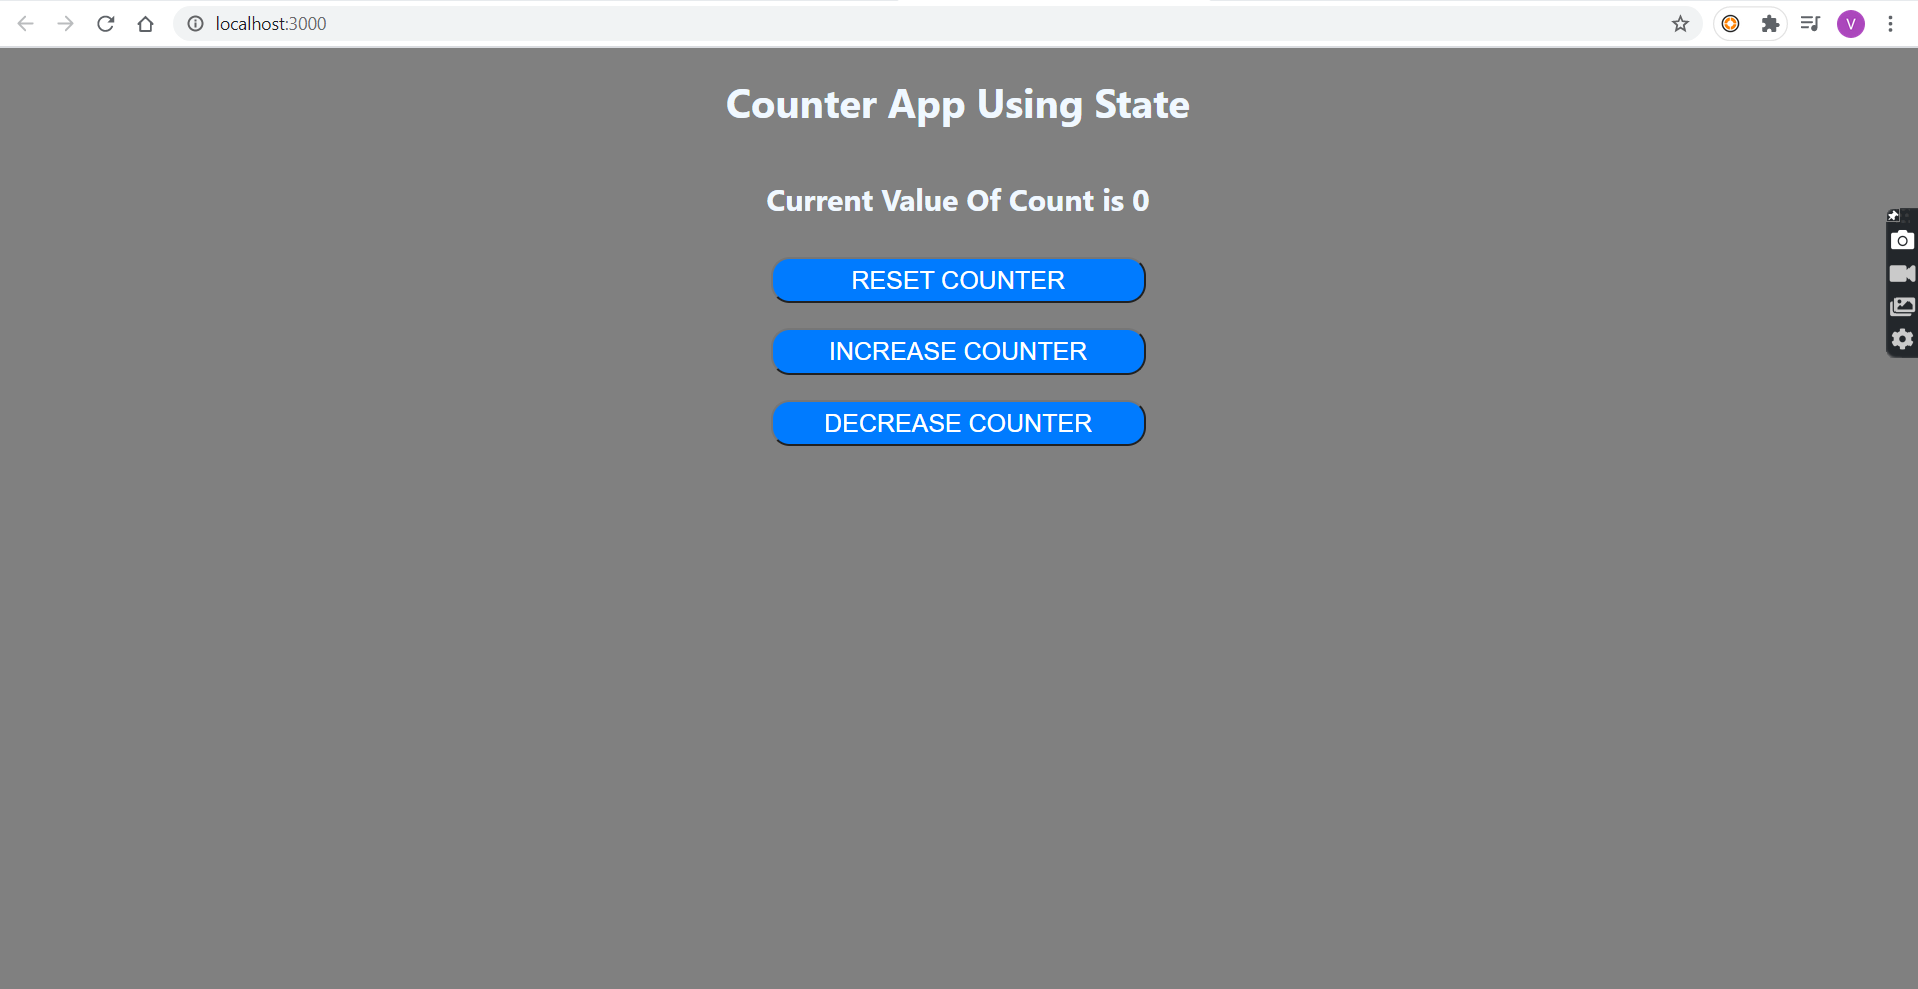 localhost:3000
V
Counter App Using State
Current Value Of Count is 0
RESET COUNTER
INCREASE COUNTER
DECREASE COUNTER